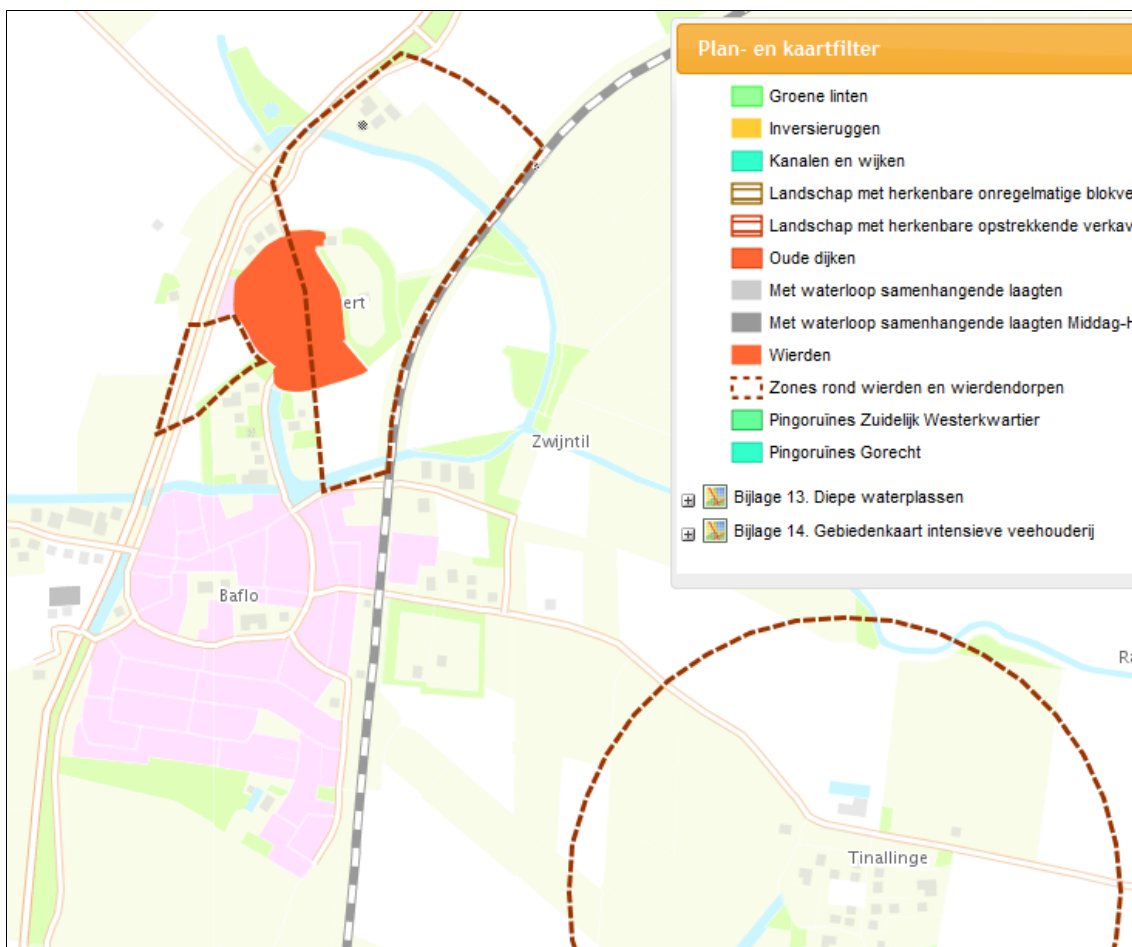 Plan- en kaartfilter
Groene linten
Inversieruggen
Kanalen en wijken
Landschap met herkenbare onregelmatige blokve
Landschap met herkenbare opstrekkende verkav
Oude dijken
Met waterloop samenhangende laagten
Met waterloop samenhangende laagten Middag-H
Wierden
Zones rond wierden en wierdendorpen
Pingoruïnes Zuidelijk Westerkwartier
Pingoruïnes Gorecht
Bijlage 13. Diepe waterplassen
Bijlage 14. Gebiedenkaart intensieve veehouderij
ert
Zwijntil
Baflo
Ra
Tinallinge